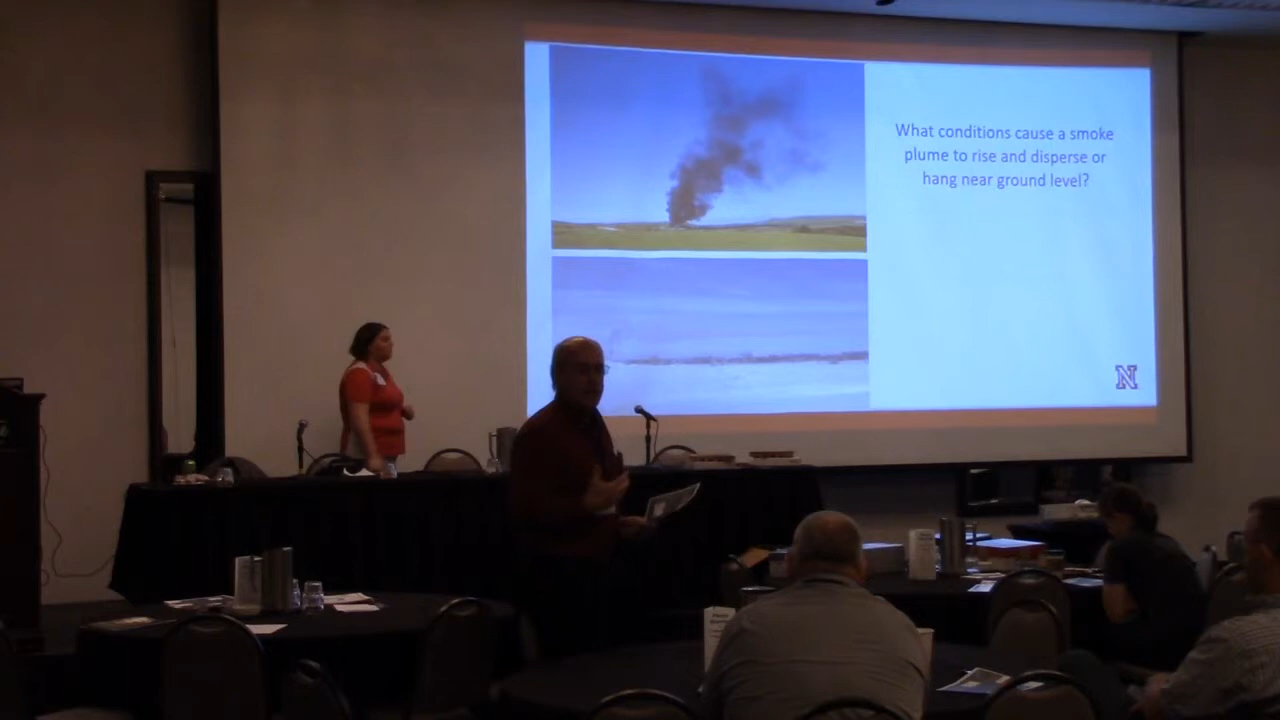 What conditions cause a smoke
plume to rise and disperse or
hang near ground level?
N